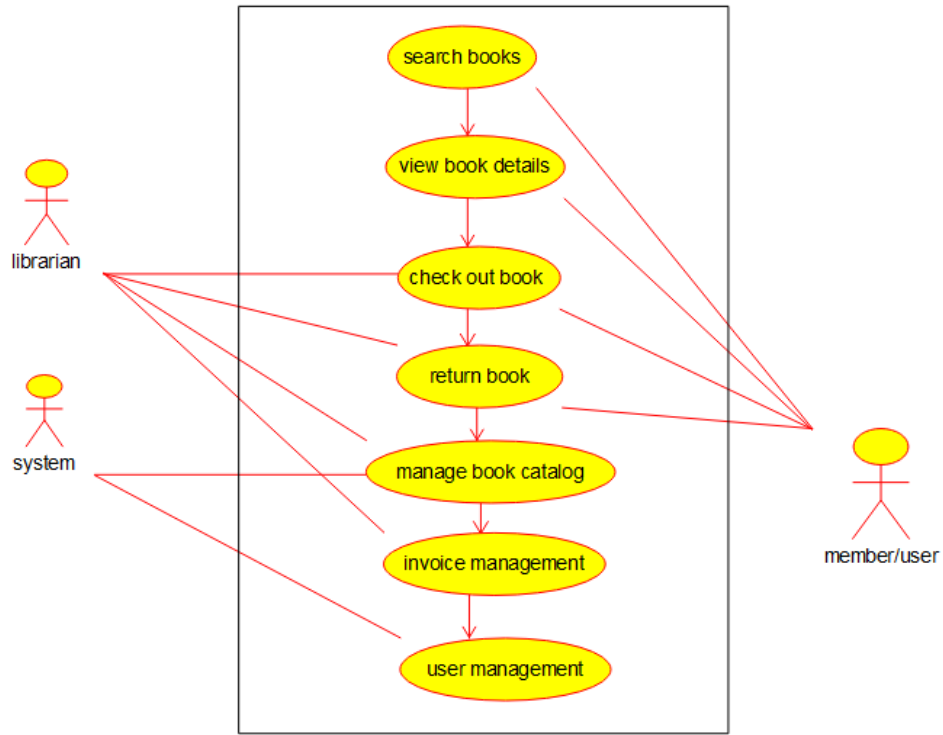 search books
view book details
librarian
check out book
return book
system
manage book catalog
member/user
invoice management
user management